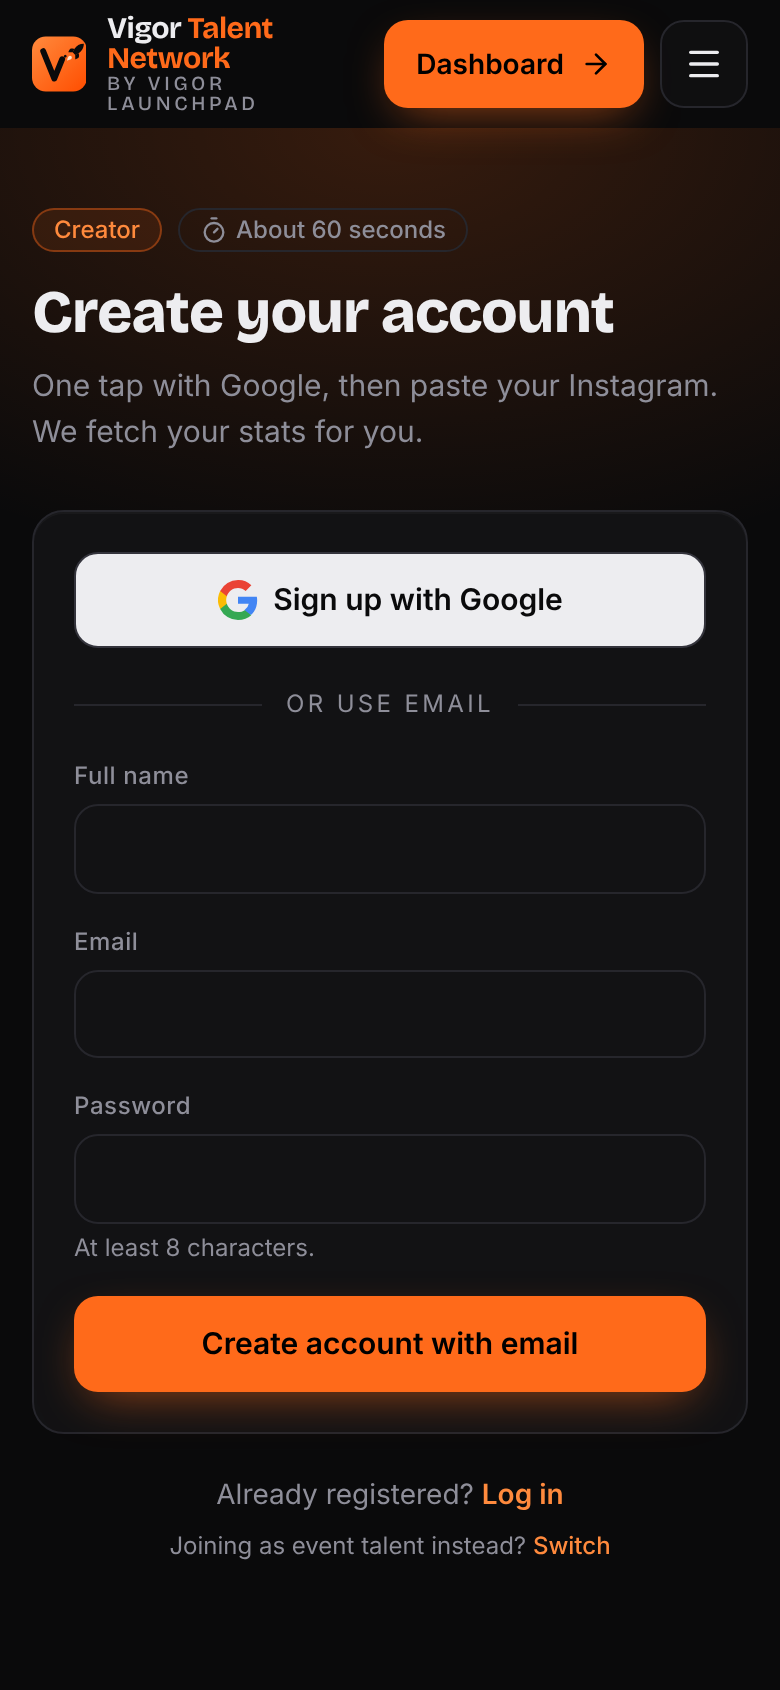 Vigor Talent
Network
BY VIGOR
LAUNCHPAD
Dashboard
Creator
About 60 seconds
Create your account
One tap with Google, then paste your Instagram.
We fetch your stats for you.
Sign up with Google
OR USE EMAIL
Full name
Email
Password
At least 8 characters.
Create account with email
Already registered? Log in
Joining as event talent instead? Switch